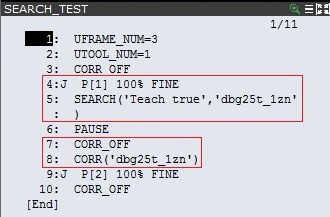 SEARCH_TEST
1/11
1: UFRAME_NUM=3
2: UTOOL_NUM=1
3: CORR OFF
4:J P[1] 100% FINE
5: SEARCH('Teach true','dbg25t_1zn'
: )
6: PAUSE
7: CORR_OFF
8: CORR('dbg25t_1zn')
9:J P[2] 100% FINE
10: CORR_OFF
[End]